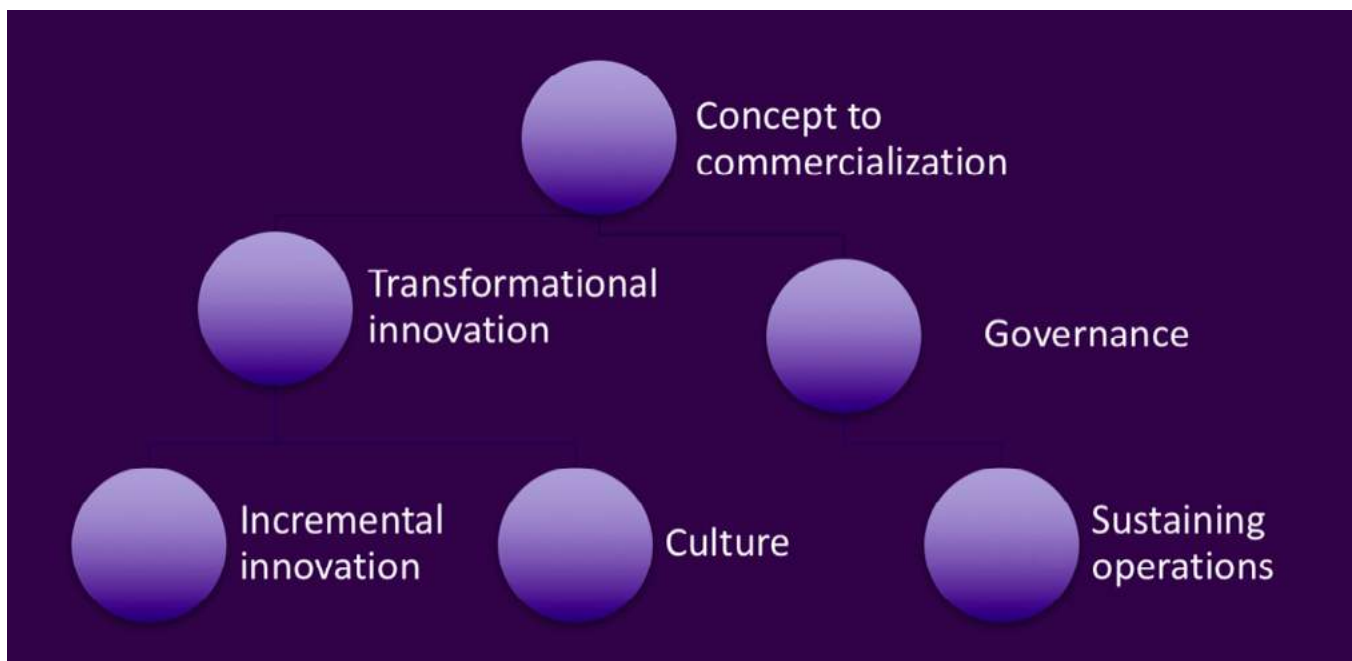 Concept to
commercialization
Transformational
innovation
Governance
Incremental
innovation
Culture
Sustaining
operations